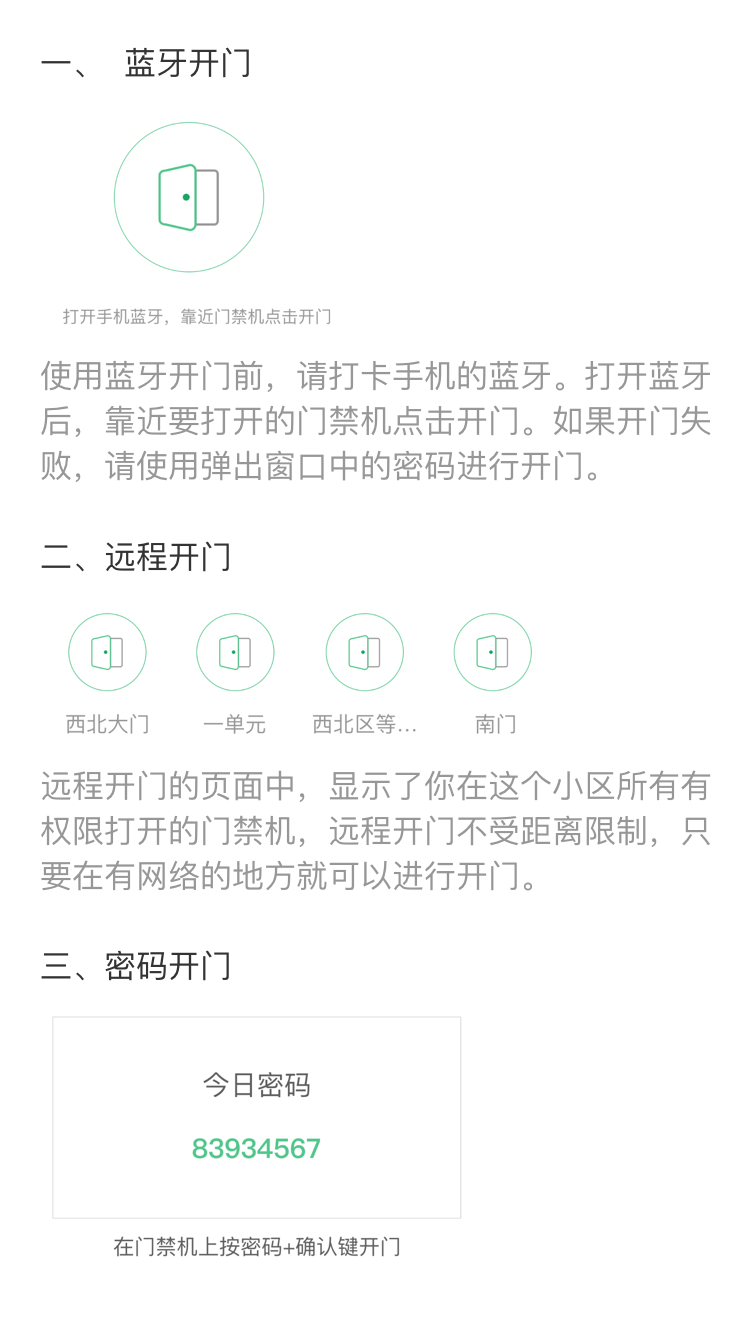 一、 蓝牙开门
打开手机蓝牙，靠近门禁机点击开门
使用蓝牙开门前，请打卡手机的蓝牙。打开蓝牙
后，靠近要打开的门禁机点击开门。如果开门失
败，请使用弹出窗口中的密码进行开门。
二、远程开门
西北大门 一单元 西北区等... 南门
远程开门的页面中，显示了你在这个小区所有有
权限打开的门禁机，远程开门不受距离限制，只
要在有网络的地方就可以进行开门。
三、密码开门
今日密码
83934567
在门禁机上按密码+确认键开门